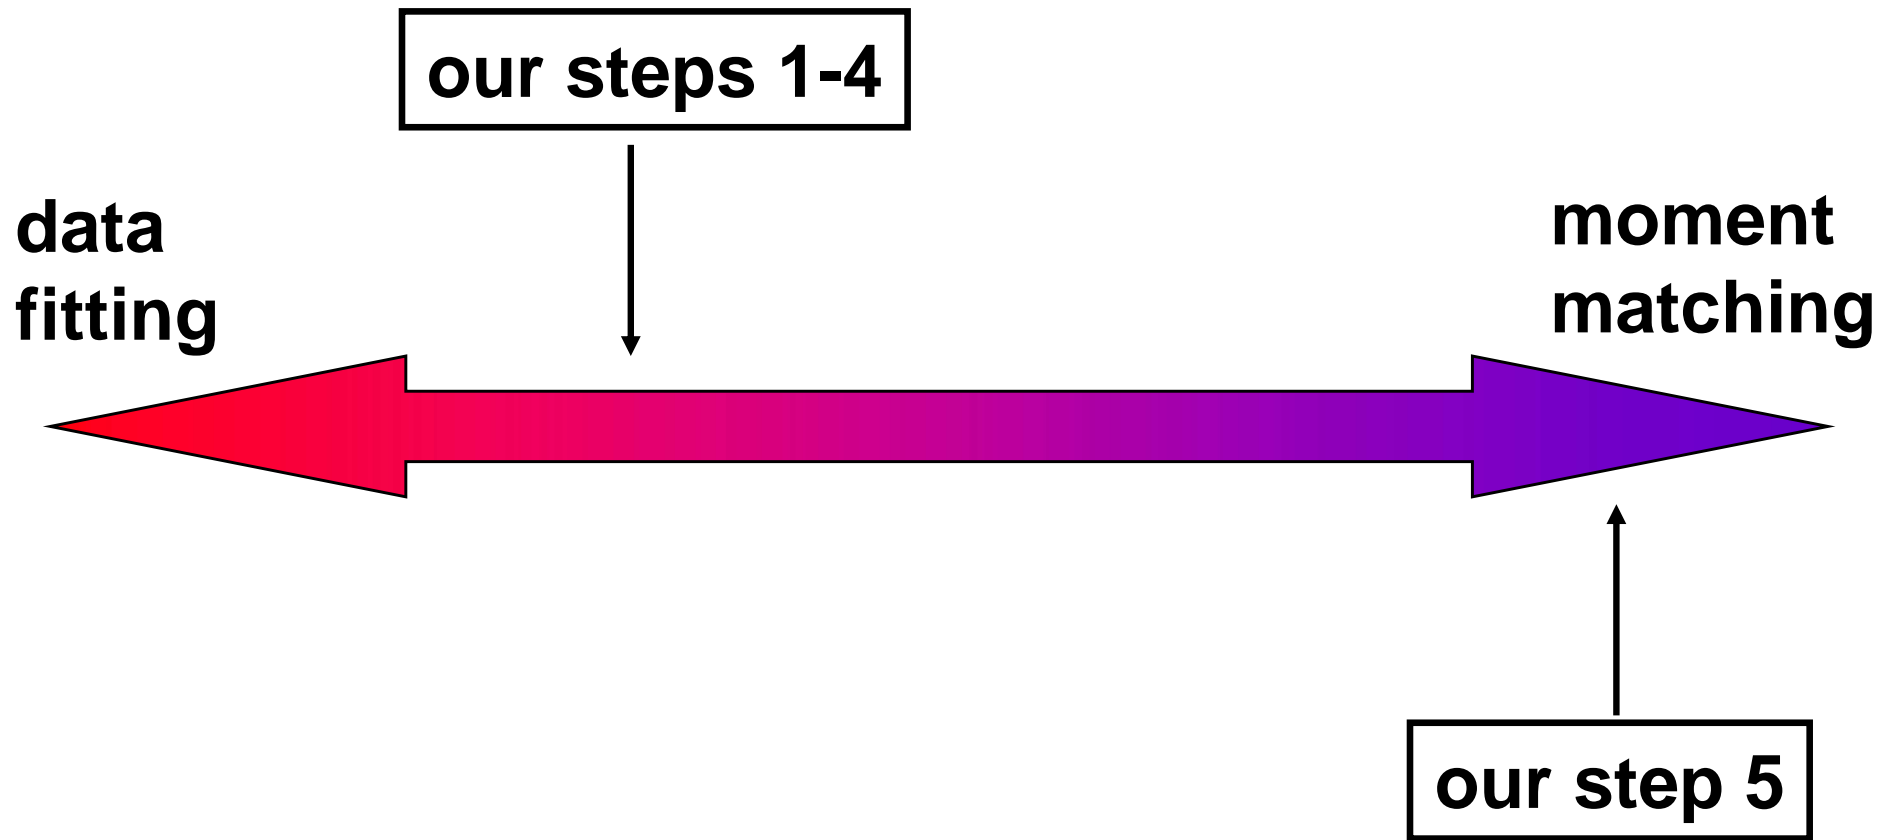 our steps 1-4
data
fitting
moment
matching
our step 5